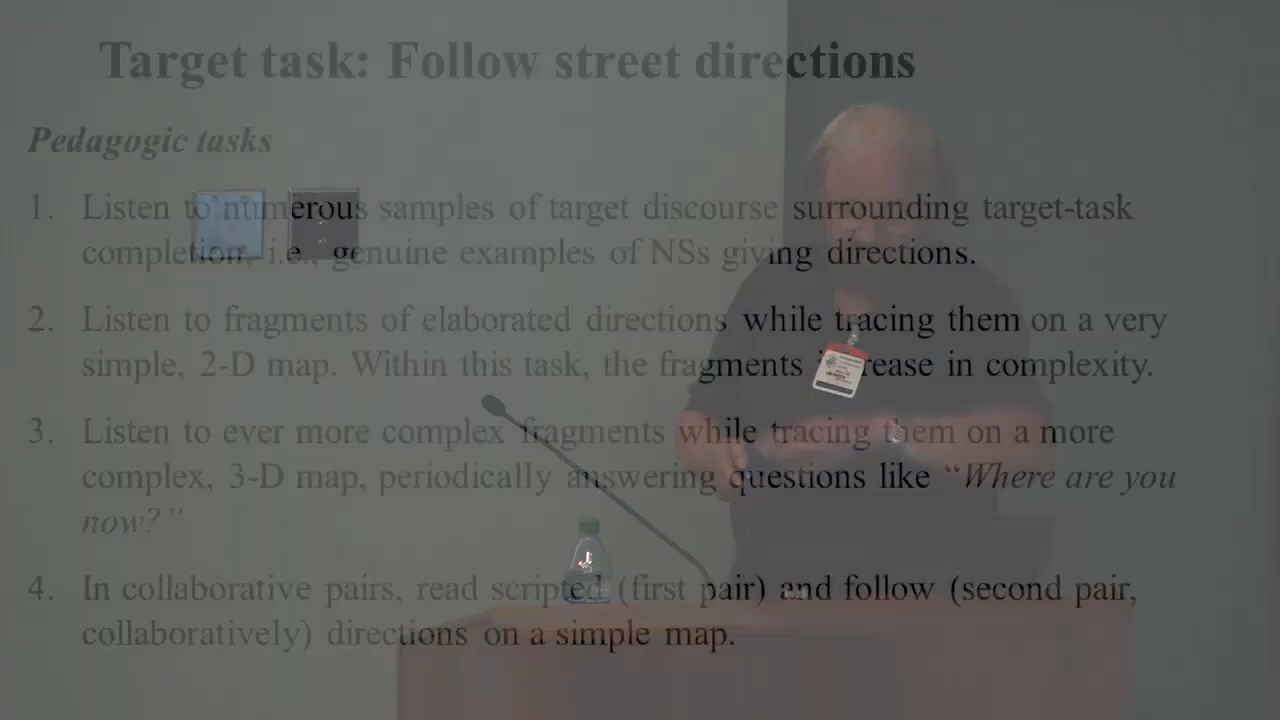 Target task: Follow street directions
Pedagogic tasks
1. Listen to numerous samples of target discourse surrounding target-task
completion, i.e., genuine examples of NSs giving directions.
2. Listen to fragments of elaborated directions while tracing them on a very
simple, 2-D map. Within this task, the fragments increase in complexity.
3. Listen to ever more complex fragments while tracing them on a more
complex, 3-D map, periodically answering questions like “Where are you
now?”
4. In collaborative pairs, read scripted (first pair) and follow (second pair,
collaboratively) directions on a simple map.